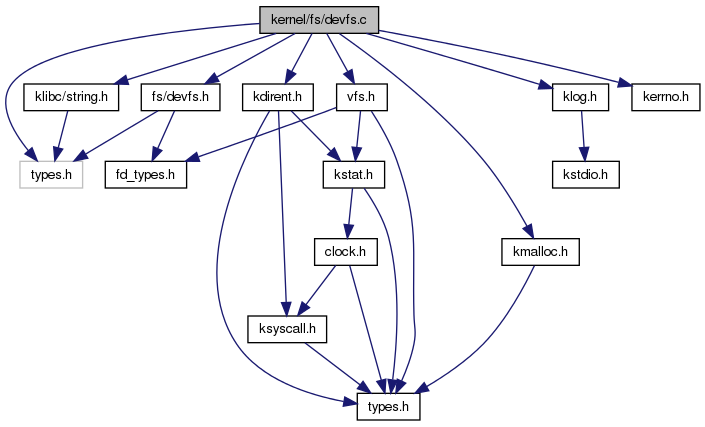 kernel/fs/devfs.c
klibc/string.h
fs/devfs.h
kdirent.h
vfs.h
klog.h
kerrno.h
types.h
fd_types.h
kstat.h
kstdio.h
clock.h
kmalloc.h
ksyscall.h
types.h